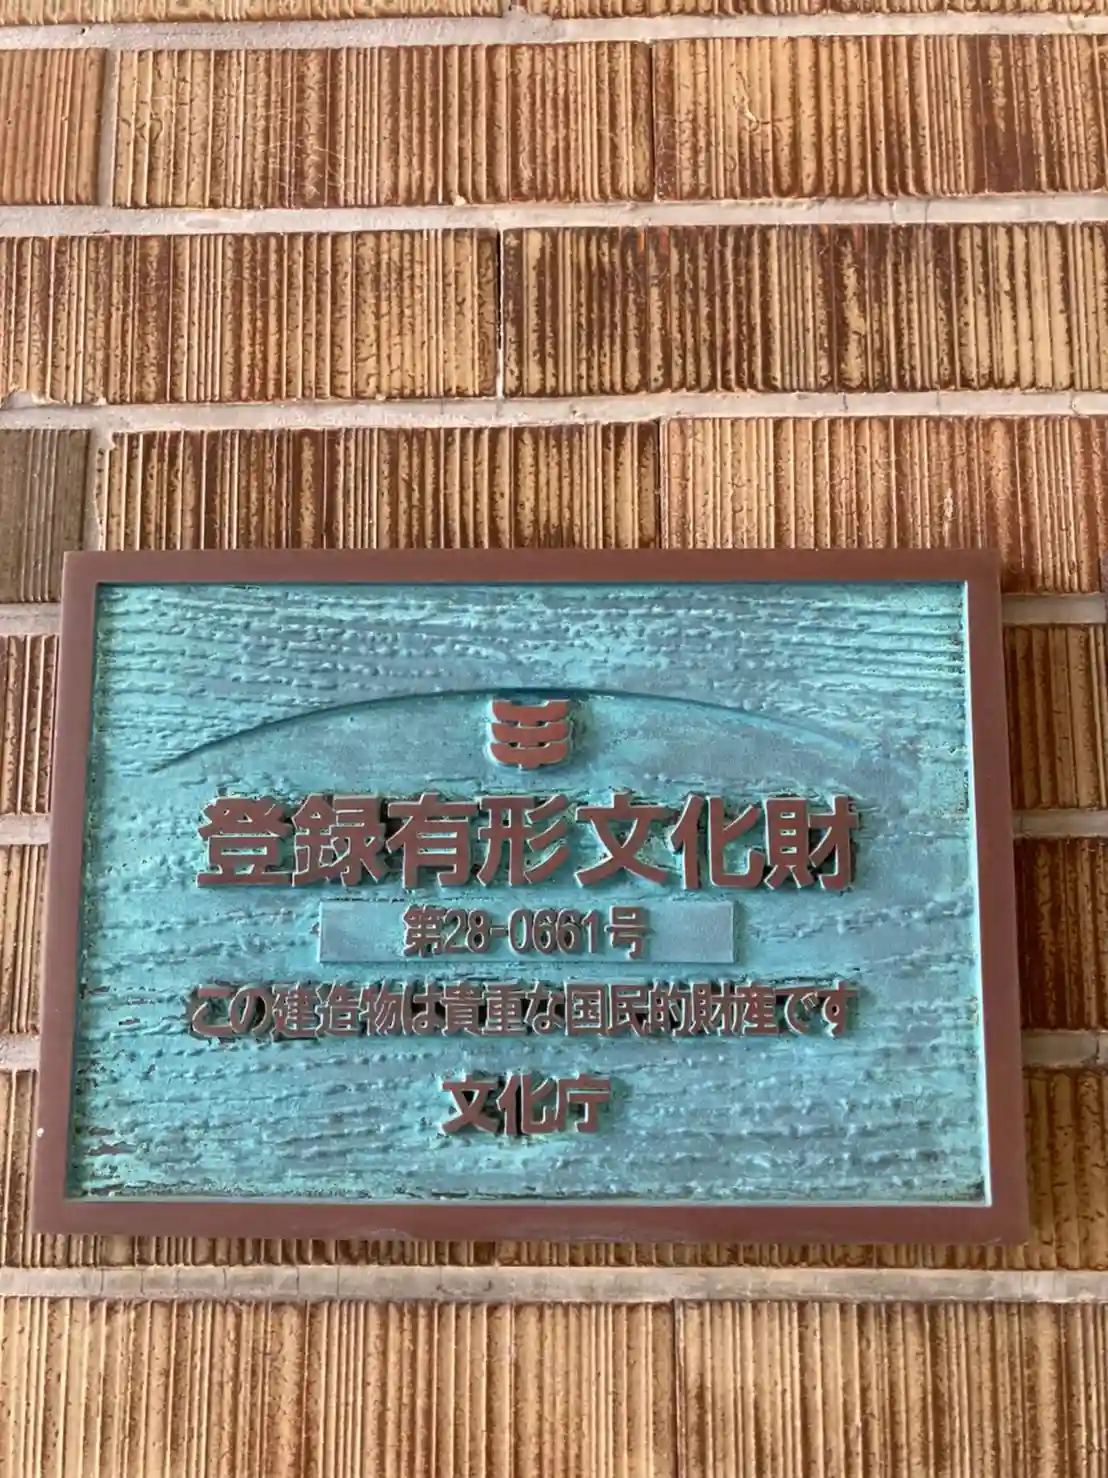 登録有形文化財
第28-0661号
この建造物は貴重な国民的財産です
文化庁